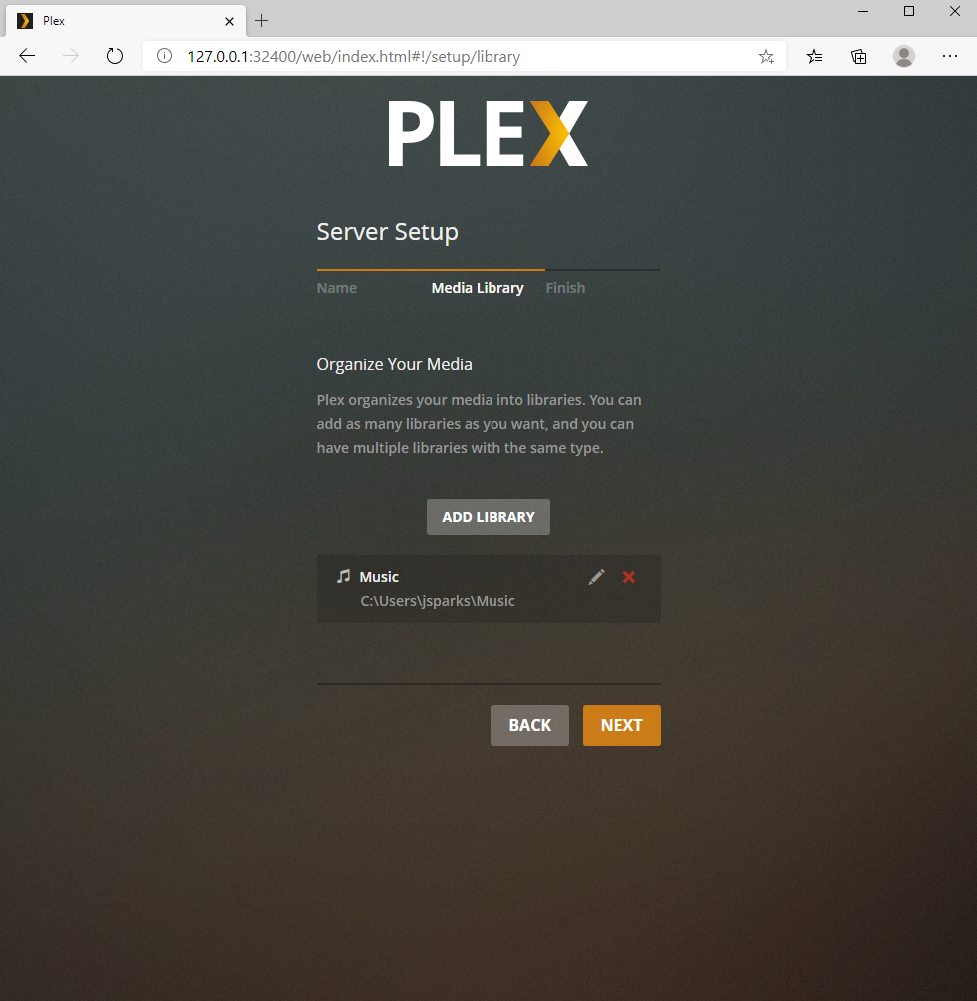 Plex
127.0.0.1:32400/web/index.html#!/setup/library
PLEX
Server Setup
Name Media Library Finish
Organize Your Media
Plex organizes your media into libraries. You can
add as many libraries as you want, and you can
have multiple libraries with the same type.
ADD LIBRARY
Music
C:\Users\jsparks\Music
BACK NEXT